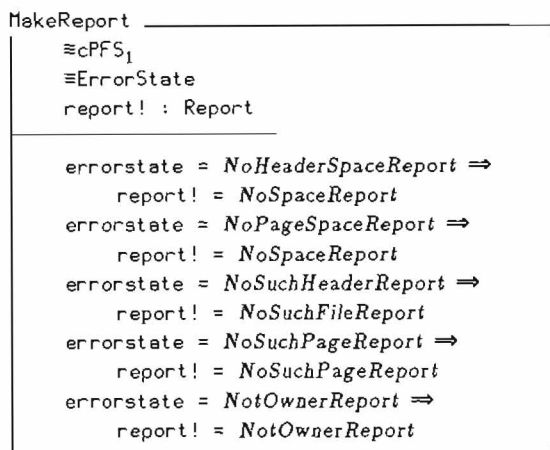 MakeReport
≡cPFS₁
≡ErrorState
report! : Report
errorstate = NoHeaderSpaceReport ⇒
report! = NoSpaceReport
errorstate = NoPageSpaceReport ⇒
report! = NoSpaceReport
errorstate = NoSuchHeaderReport ⇒
report! = NoSuchFileReport
errorstate = NoSuchPageReport ⇒
report! = NoSuchPageReport
errorstate = NotOwnerReport ⇒
report! = NotOwnerReport